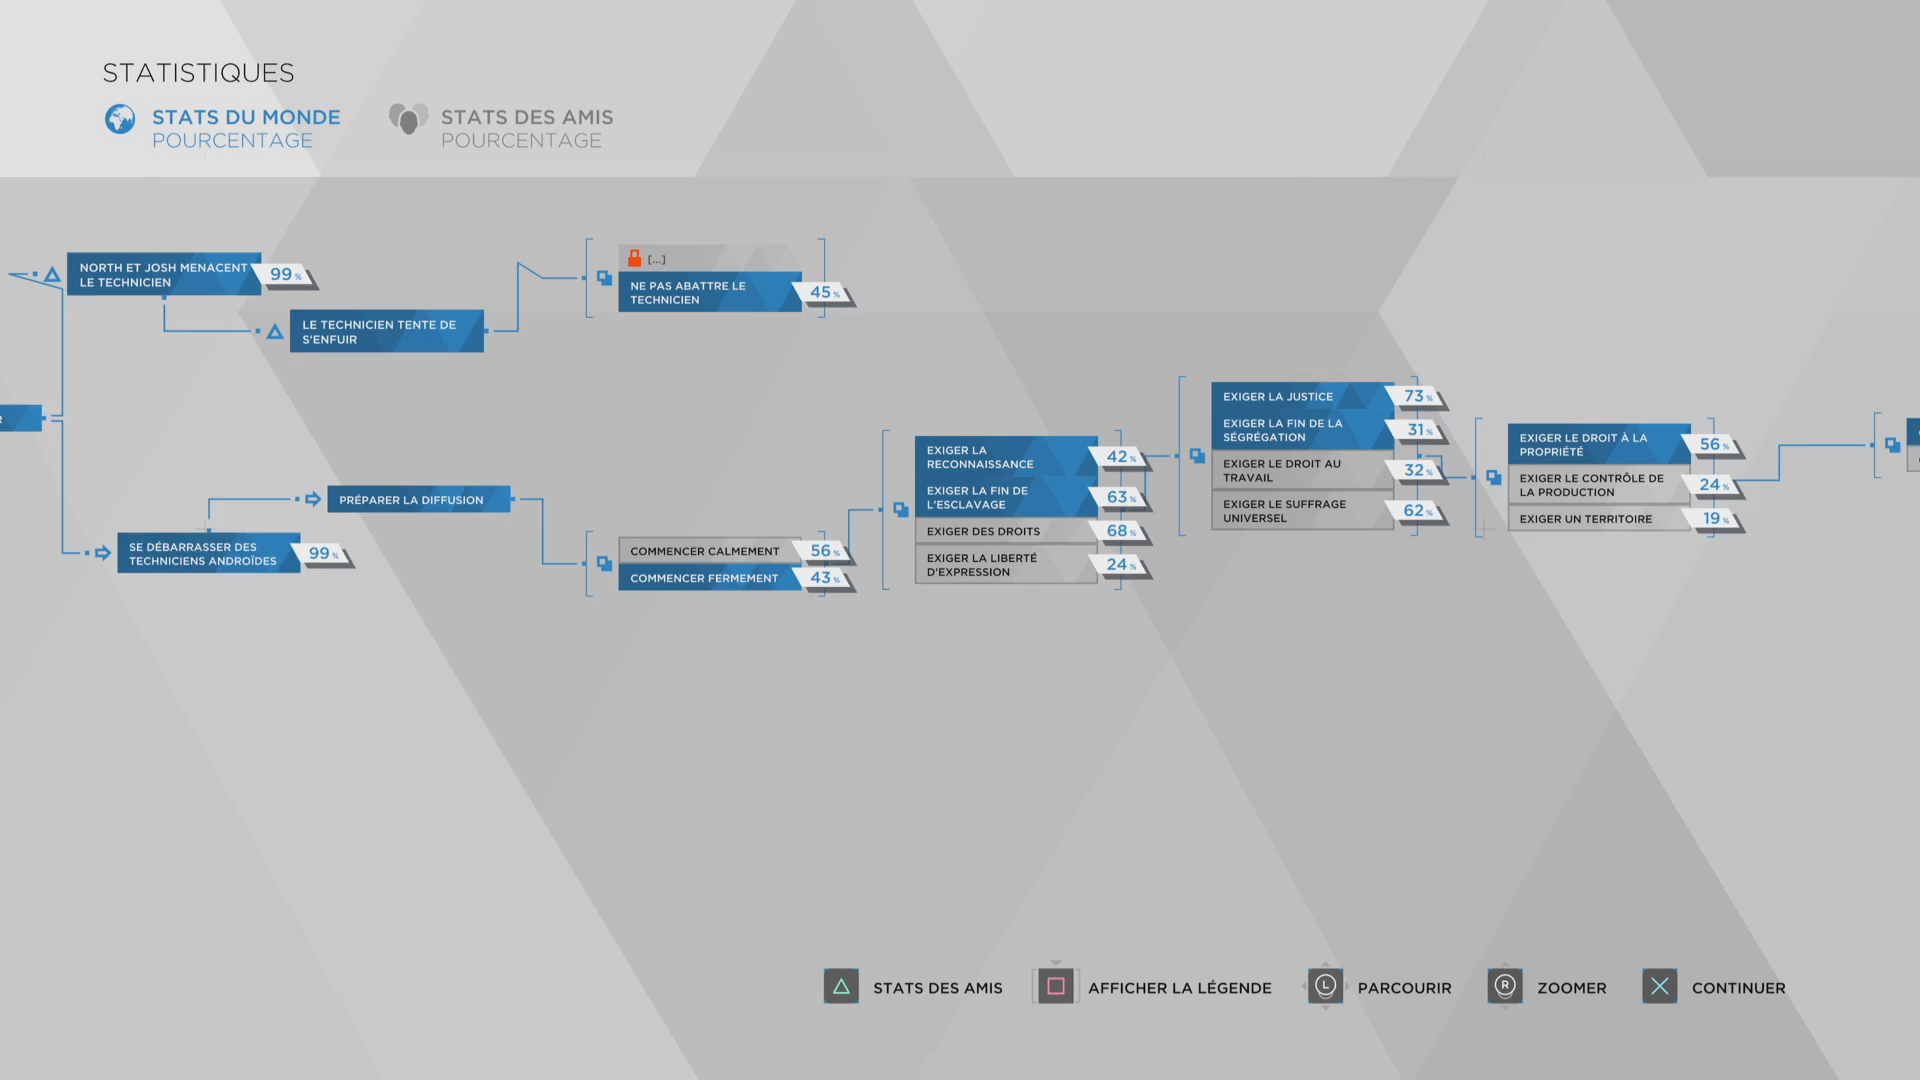 STATISTIQUES
STATS DU MONDE
POURCENTAGE
STATS DES AMIS
POURCENTAGE
NORTH ET JOSH MENACENT
LE TECHNICIEN
99%
LE TECHNICIEN TENTE DE
S'ENFUIR
[...]
NE PAS ABATTRE LE
TECHNICIEN
45%
SE DÉBARRASSER DES
TECHNICIENS ANDROÏDES
99%
PRÉPARER LA DIFFUSION
COMMENCER CALMEMENT
56%
COMMENCER FERMEMENT
43%
EXIGER LA
RECONNAISSANCE
42%
EXIGER LA FIN DE
L'ESCLAVAGE
63%
EXIGER DES DROITS
68%
EXIGER LA LIBERTÉ
D'EXPRESSION
24%
EXIGER LA JUSTICE
73%
EXIGER LA FIN DE LA
SÉGRÉGATION
31%
EXIGER LE DROIT AU
TRAVAIL
32%
EXIGER LE SUFFRAGE
UNIVERSEL
62%
EXIGER LE DROIT À LA
PROPRIÉTÉ
56%
EXIGER LE CONTRÔLE DE
LA PRODUCTION
24%
EXIGER UN TERRITOIRE
19%
STATS DES AMIS
AFFICHER LA LÉGENDE
L
PARCOURIR
R
ZOOMER
CONTINUER